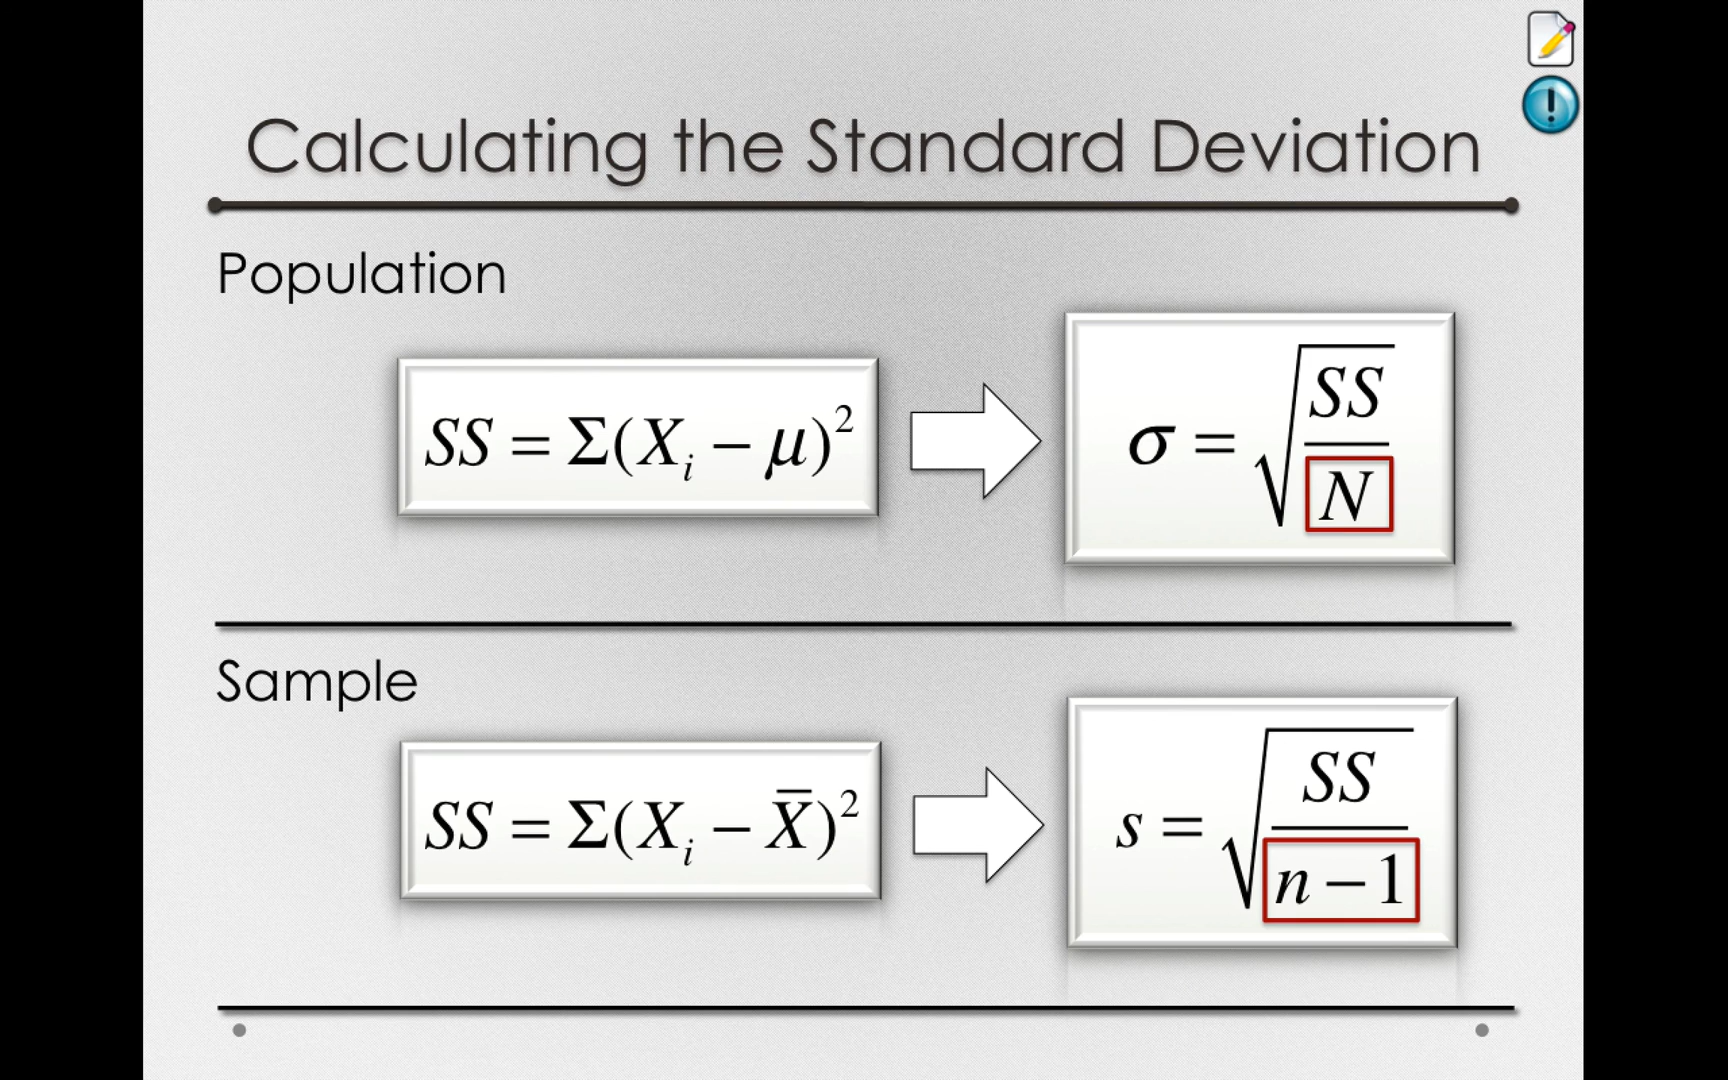 Calculating the Standard Deviation
Population
SS = Σ(Xᵢ − μ)²
σ = √(SS / N)
Sample
SS = Σ(Xᵢ − X̄)²
s = √(SS / n − 1)